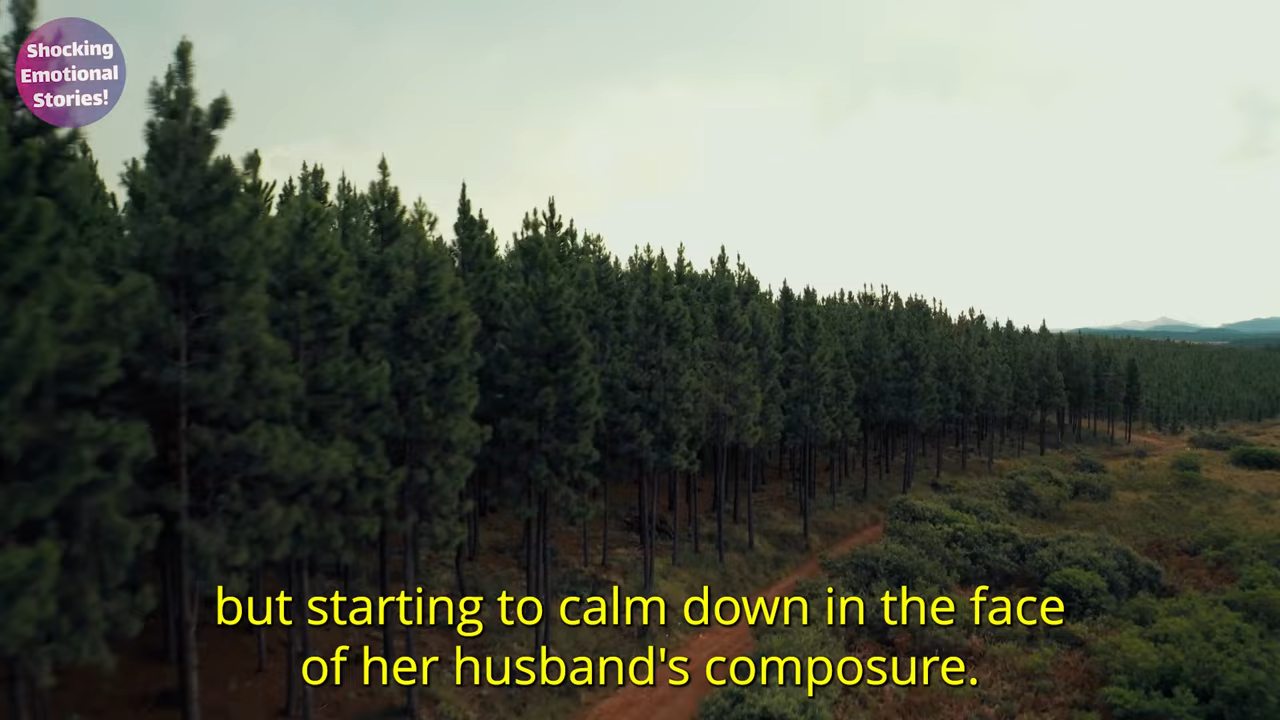 Shocking
Emotional
Stories!
but starting to calm down in the face
of her husband's composure.